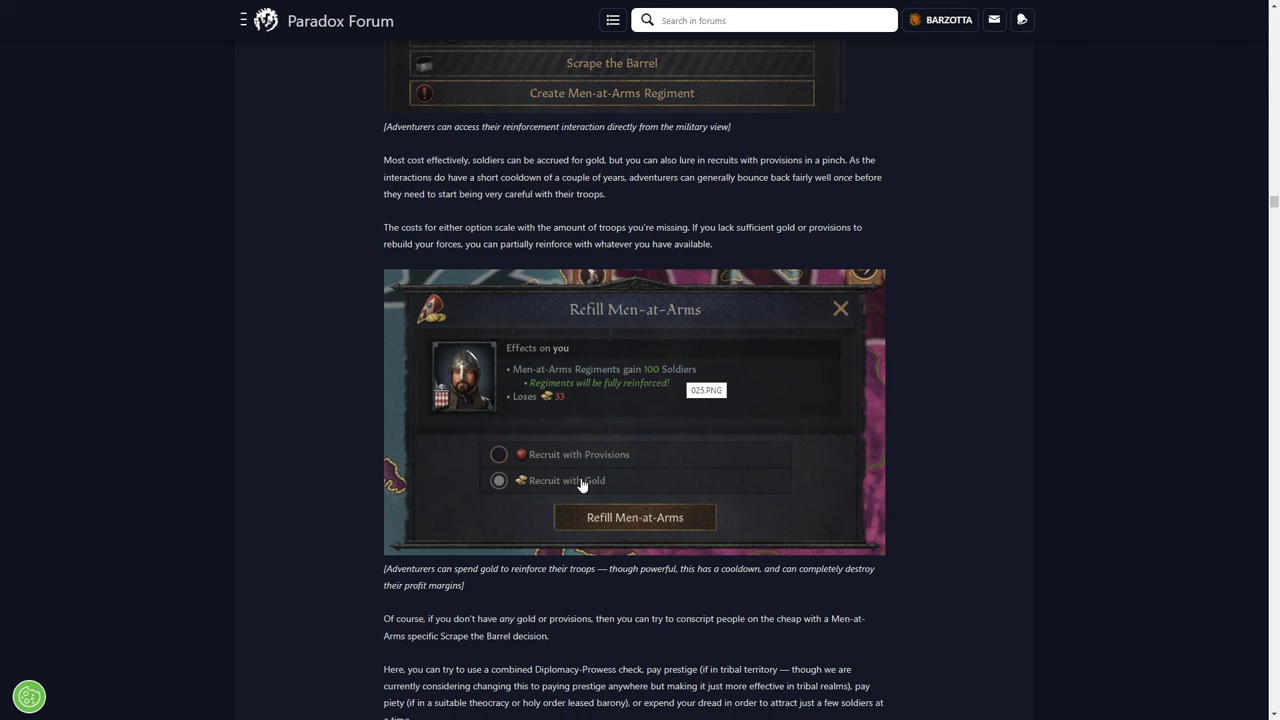 Paradox Forum
Search in forums
BARZOTTA
Scrape the Barrel
Create Men-at-Arms Regiment
[Adventurers can access their reinforcement interaction directly from the military view]
Most cost effectively, soldiers can be accrued for gold, but you can also lure in recruits with provisions in a pinch. As the
interactions do have a short cooldown of a couple of years, adventurers can generally bounce back fairly well once before
they need to start being very careful with their troops.
The costs for either option scale with the amount of troops you're missing. If you lack sufficient gold or provisions to
rebuild your forces, you can partially reinforce with whatever you have available.
Refill Men-at-Arms
Effects on you
• Men-at-Arms Regiments gain 100 Soldiers
• Regiments will be fully reinforced!
• Loses 33
025.PNG
Recruit with Provisions
Recruit with Gold
Refill Men-at-Arms
[Adventurers can spend gold to reinforce their troops — though powerful, this has a cooldown, and can completely destroy
their profit margins]
Of course, if you don't have any gold or provisions, then you can try to conscript people on the cheap with a Men-at-
Arms specific Scrape the Barrel decision.
Here, you can try to use a combined Diplomacy-Prowess check, pay prestige (if in tribal territory — though we are
currently considering changing this to paying prestige anywhere but making it just more effective in tribal realms), pay
piety (if in a suitable theocracy or holy order leased barony), or expend your dread in order to attract just a few soldiers at
a time.